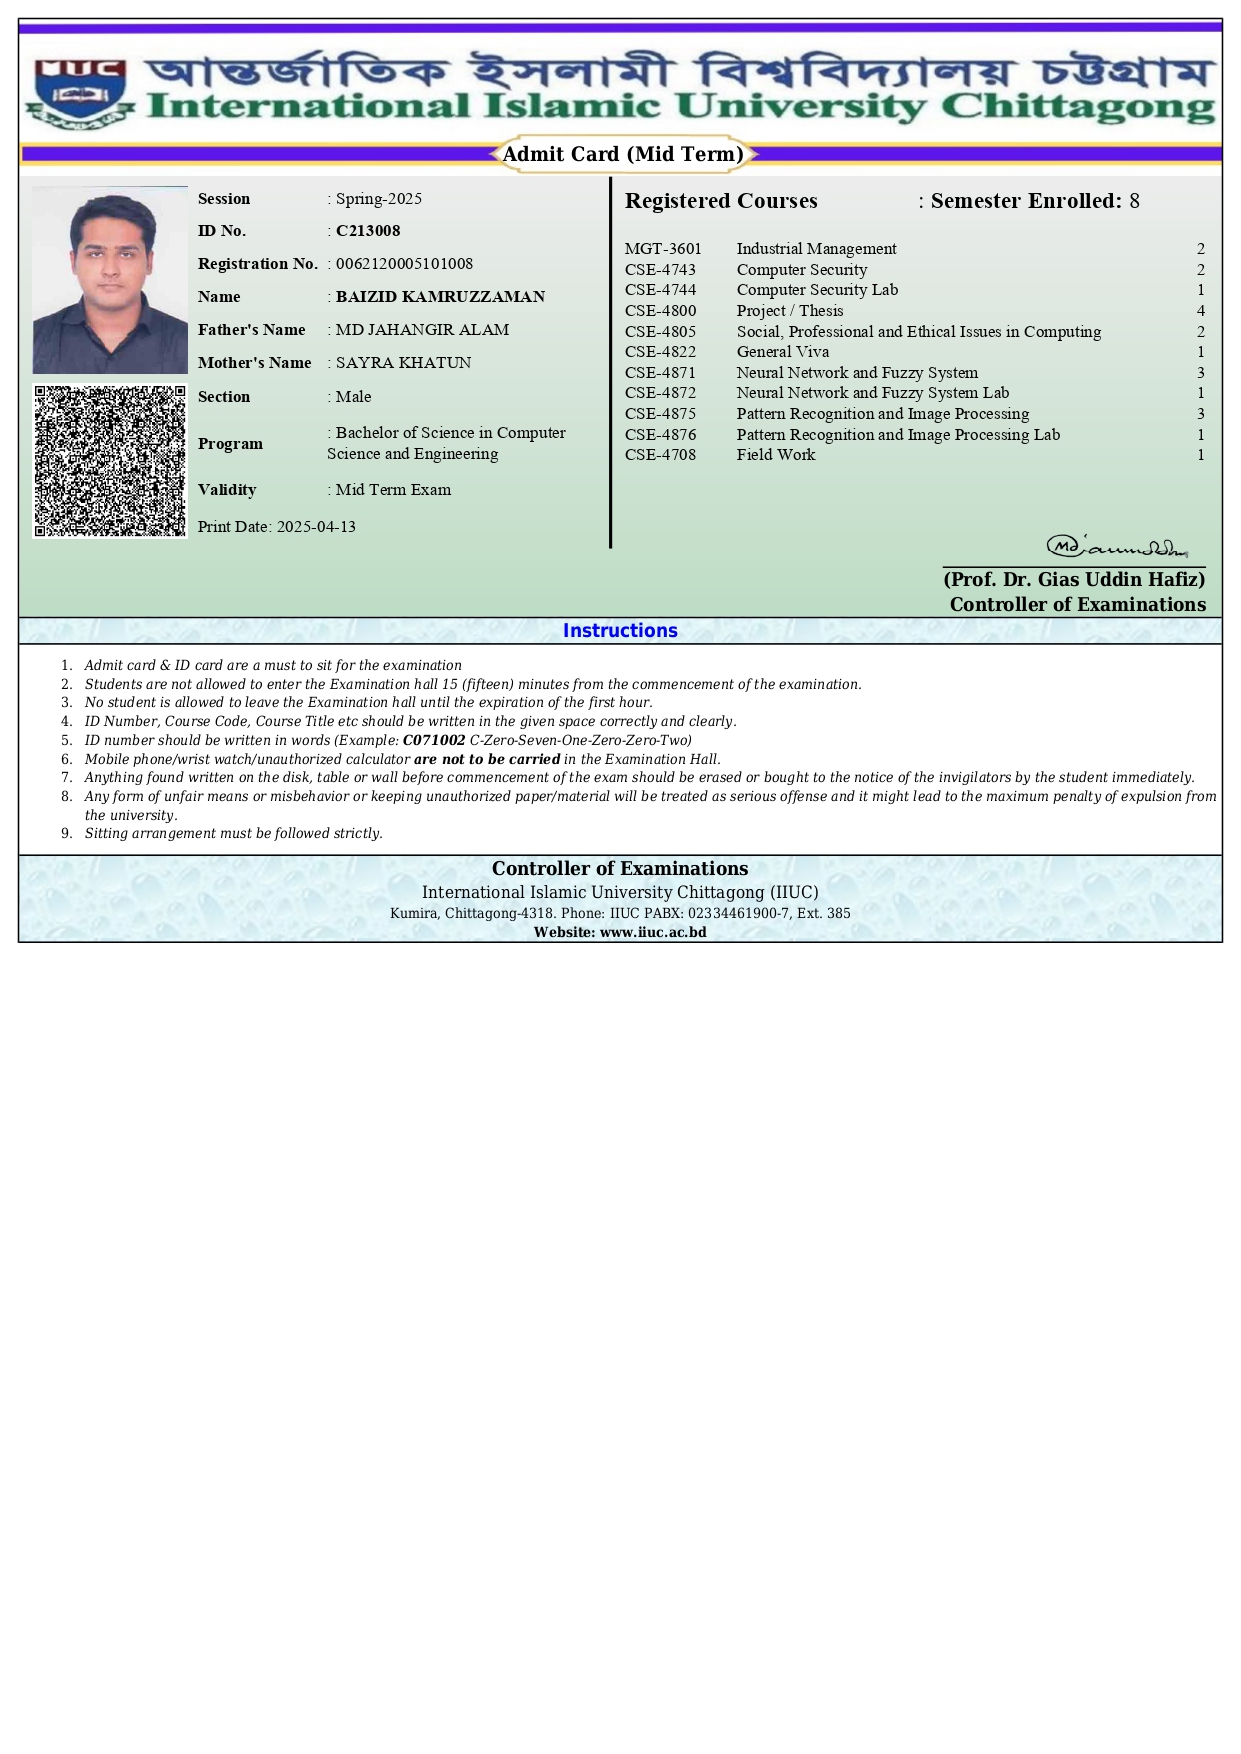 IIUC
আন্তর্জাতিক ইসলামী বিশ্ববিদ্যালয় চট্টগ্রাম
International Islamic University Chittagong
Admit Card (Mid Term)
Session : Spring-2025
ID No. : C213008
Registration No. : 0062120005101008
Name : BAIZID KAMRUZZAMAN
Father's Name : MD JAHANGIR ALAM
Mother's Name : SAYRA KHATUN
Section : Male
Program : Bachelor of Science in Computer
Science and Engineering
Validity : Mid Term Exam
Print Date: 2025-04-13
Registered Courses : Semester Enrolled: 8
MGT-3601 Industrial Management 2
CSE-4743 Computer Security 2
CSE-4744 Computer Security Lab 1
CSE-4800 Project / Thesis 4
CSE-4805 Social, Professional and Ethical Issues in Computing 2
CSE-4822 General Viva 1
CSE-4871 Neural Network and Fuzzy System 3
CSE-4872 Neural Network and Fuzzy System Lab 1
CSE-4875 Pattern Recognition and Image Processing 3
CSE-4876 Pattern Recognition and Image Processing Lab 1
CSE-4708 Field Work 1
(Prof. Dr. Gias Uddin Hafiz)
Controller of Examinations
Instructions
1. Admit card & ID card are a must to sit for the examination
2. Students are not allowed to enter the Examination hall 15 (fifteen) minutes from the commencement of the examination.
3. No student is allowed to leave the Examination hall until the expiration of the first hour.
4. ID Number, Course Code, Course Title etc should be written in the given space correctly and clearly.
5. ID number should be written in words (Example: C071002 C-Zero-Seven-One-Zero-Zero-Two)
6. Mobile phone/wrist watch/unauthorized calculator are not to be carried in the Examination Hall.
7. Anything found written on the disk, table or wall before commencement of the exam should be erased or bought to the notice of the invigilators by the student immediately.
8. Any form of unfair means or misbehavior or keeping unauthorized paper/material will be treated as serious offense and it might lead to the maximum penalty of expulsion from
the university.
9. Sitting arrangement must be followed strictly.
Controller of Examinations
International Islamic University Chittagong (IIUC)
Kumira, Chittagong-4318. Phone: IIUC PABX: 02334461900-7, Ext. 385
Website: www.iiuc.ac.bd